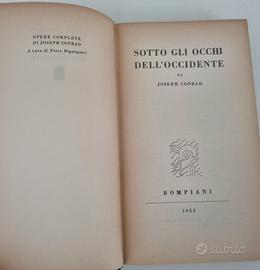 OPERE COMPLETE
DI JOSEPH CONRAD
A cura di Piero Bigongiari
SOTTO GLI OCCHI
DELL'OCCIDENTE
DI
JOSEPH CONRAD
BOMPIANI
1952
subito